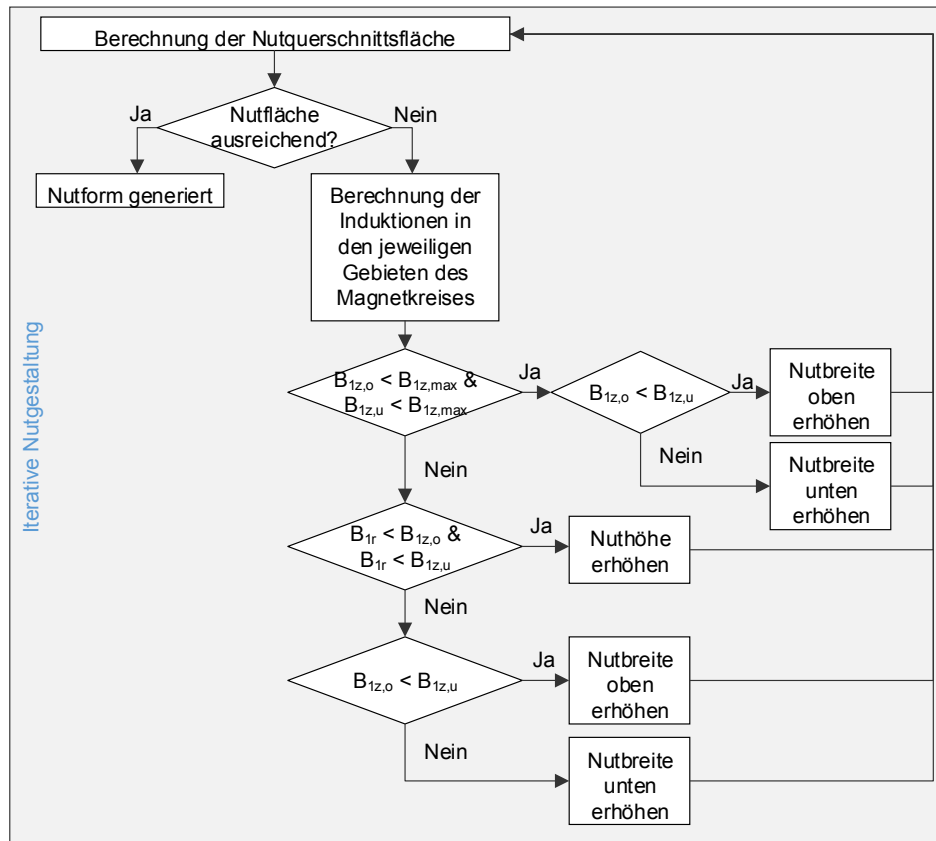 Berechnung der Nutquerschnittsfläche
Ja
Nutfläche
ausreichend?
Nein
Nutform generiert
Berechnung der
Induktionen in
den jeweiligen
Gebieten des
Magnetkreises
Iterative Nutgestaltung
B1z,o < B1z,max &
B1z,u < B1z,max
Ja
B1z,o < B1z,u
Ja
Nutbreite
oben
erhöhen
Nein
Nein
Nutbreite
unten
erhöhen
B1r < B1z,o &
B1r < B1z,u
Ja
Nuthöhe
erhöhen
Nein
B1z,o < B1z,u
Ja
Nutbreite
oben
erhöhen
Nein
Nutbreite
unten
erhöhen